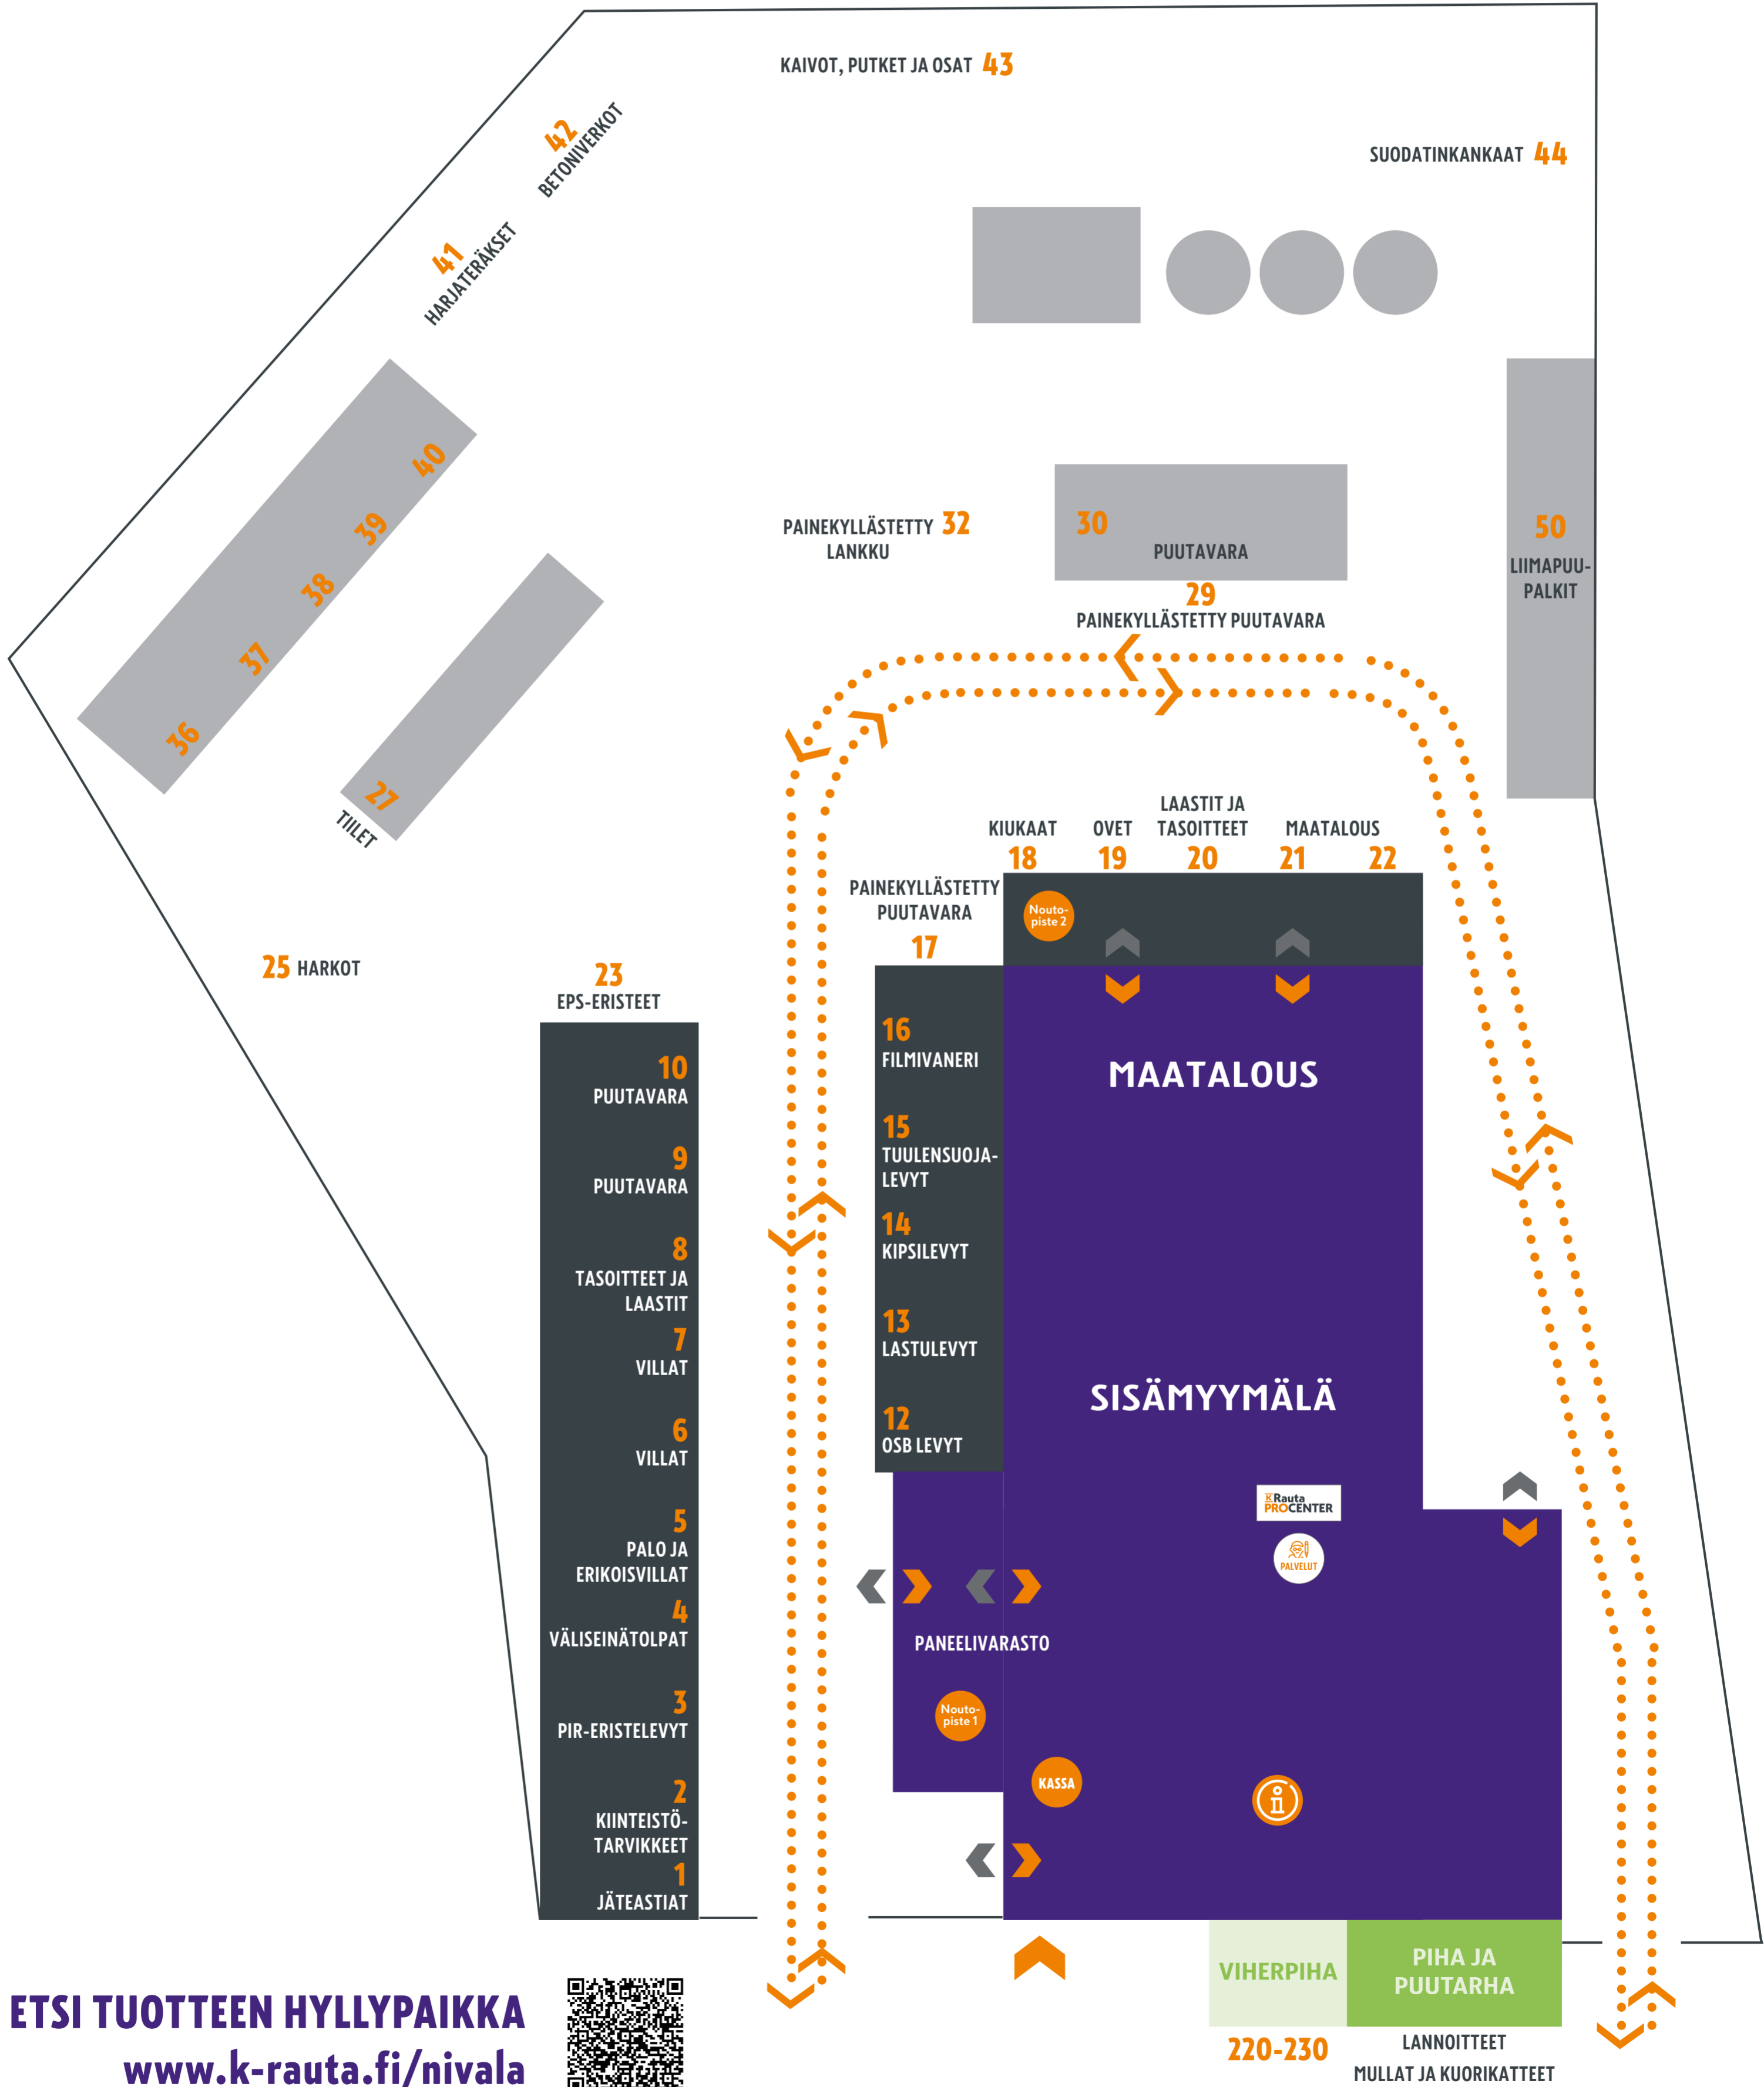 KAIVOT, PUTKET JA OSAT 43
42
BETONIVERKOT
SUODATINKANKAAT 44
41
HARJATERÄKSET
40
39
38
37
36
PAINEKYLLÄSTETTY 32
LANKKU
30
PUUTAVARA
29
PAINEKYLLÄSTETTY PUUTAVARA
50
LIIMAPUU-
PALKIT
27
TIILET
KIUKAAT
18
OVET
19
LAASTIT JA
TASOITTEET
20
MAATALOUS
21
22
PAINEKYLLÄSTETTY
PUUTAVARA
17
Nouto-
piste 2
25 HARKOT
23
EPS-ERISTEET
10
PUUTAVARA
9
PUUTAVARA
8
TASOITTEET JA
LAASTIT
7
VILLAT
6
VILLAT
5
PALO JA
ERIKOISVILLAT
4
VÄLISEINÄTOLPAT
3
PIR-ERISTELEVYT
2
KIINTEISTÖ-
TARVIKKEET
1
JÄTEASTIAT
16
FILMIVANERI
15
TUULENSUOJA-
LEVYT
14
KIPSILEVYT
13
LASTULEVYT
12
OSB LEVYT
MAATALOUS
SISÄMYYMÄLÄ
K Rauta
PROCENTER
PALVELUT
PANEELIVARASTO
Nouto-
piste 1
KASSA
i
VIHERPIHA
PIHA JA
PUUTARHA
220-230
LANNOITTEET
MULLAT JA KUORIKATTEET
ETSI TUOTTEEN HYLLYPAIKKA
www.k-rauta.fi/nivala